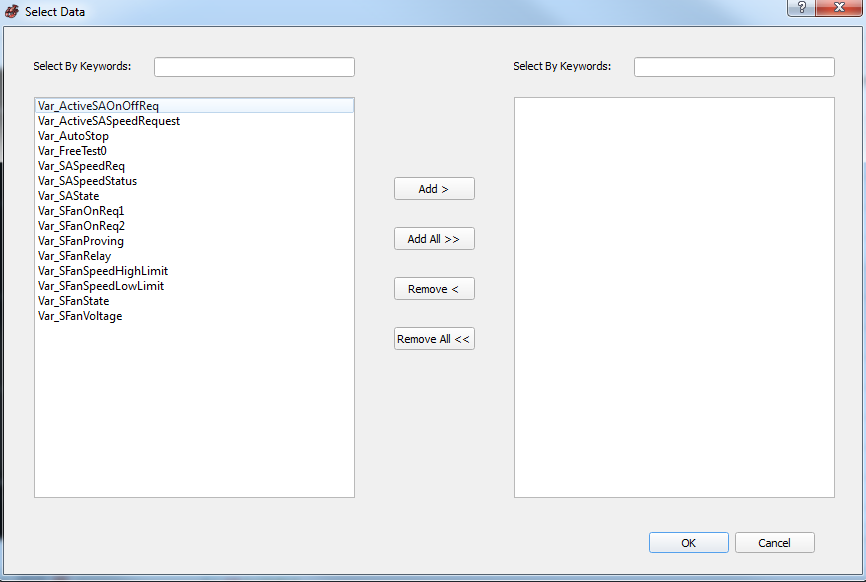 Select Data
?
Select By Keywords:
Select By Keywords:
Var_ActiveSAOnOffReq
Var_ActiveSASpeedRequest
Var_AutoStop
Var_FreeTest0
Var_SASpeedReq
Var_SASpeedStatus
Var_SAState
Var_SFanOnReq1
Var_SFanOnReq2
Var_SFanProving
Var_SFanRelay
Var_SFanSpeedHighLimit
Var_SFanSpeedLowLimit
Var_SFanState
Var_SFanVoltage
Add >
Add All >>
Remove <
Remove All <<
OK
Cancel